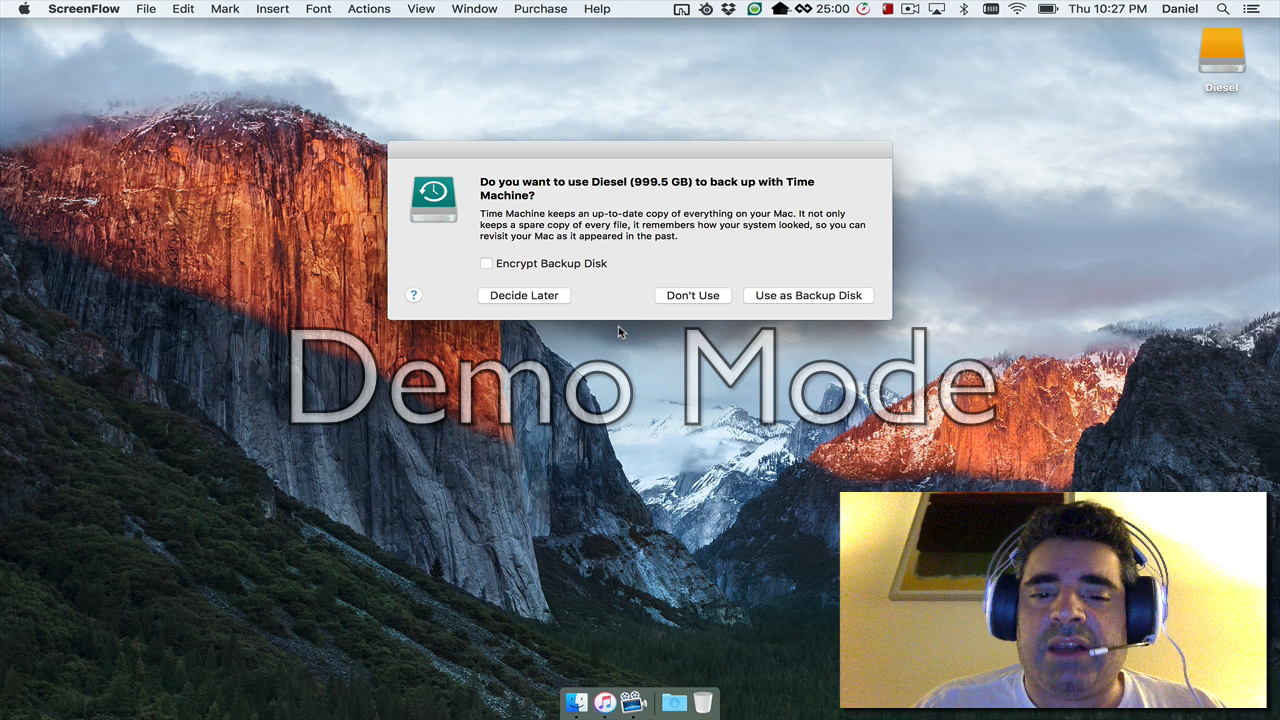 ScreenFlow File Edit Mark Insert Font Actions View Window Purchase Help 25:00 Thu 10:27 PM Daniel
Diesel
Do you want to use Diesel (999.5 GB) to back up with Time
Machine?
Time Machine keeps an up-to-date copy of everything on your Mac. It not only
keeps a spare copy of every file, it remembers how your system looked, so you can
revisit your Mac as it appeared in the past.
Encrypt Backup Disk
? Decide Later Don't Use Use as Backup Disk
Demo Mode